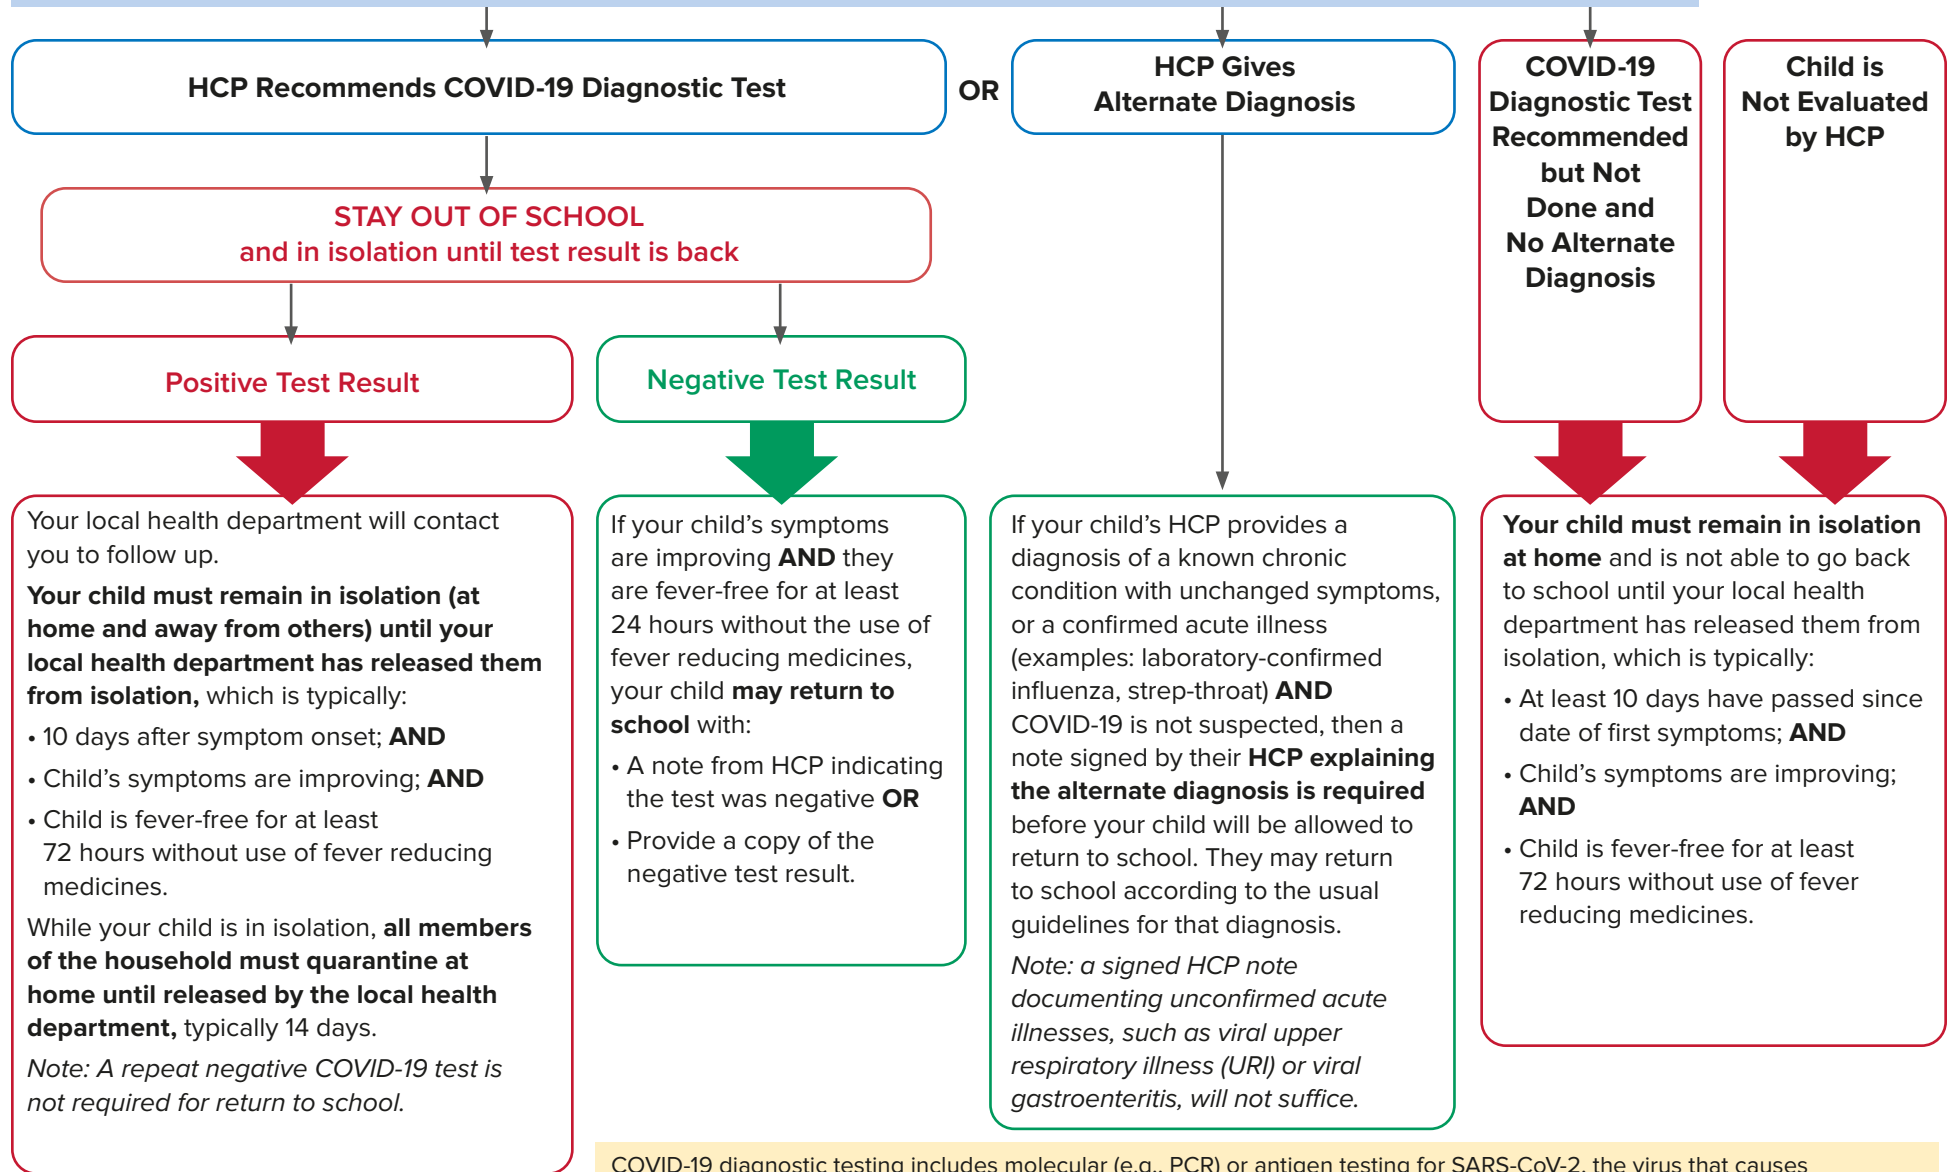 HCP Recommends COVID-19 Diagnostic Test
OR
HCP Gives
Alternate Diagnosis
COVID-19
Diagnostic Test
Recommended
but Not
Done and
No Alternate
Diagnosis
Child is
Not Evaluated
by HCP
STAY OUT OF SCHOOL
and in isolation until test result is back
Positive Test Result
Negative Test Result
Your local health department will contact
you to follow up.
Your child must remain in isolation (at
home and away from others) until your
local health department has released them
from isolation, which is typically:
• 10 days after symptom onset; AND
• Child's symptoms are improving; AND
• Child is fever-free for at least
72 hours without use of fever reducing
medicines.
While your child is in isolation, all members
of the household must quarantine at
home until released by the local health
department, typically 14 days.
Note: A repeat negative COVID-19 test is
not required for return to school.
If your child's symptoms
are improving AND they
are fever-free for at least
24 hours without the use of
fever reducing medicines,
your child may return to
school with:
• A note from HCP indicating
the test was negative OR
• Provide a copy of the
negative test result.
If your child's HCP provides a
diagnosis of a known chronic
condition with unchanged symptoms,
or a confirmed acute illness
(examples: laboratory-confirmed
influenza, strep-throat) AND
COVID-19 is not suspected, then a
note signed by their HCP explaining
the alternate diagnosis is required
before your child will be allowed to
return to school. They may return
to school according to the usual
guidelines for that diagnosis.
Note: a signed HCP note
documenting unconfirmed acute
illnesses, such as viral upper
respiratory illness (URI) or viral
gastroenteritis, will not suffice.
Your child must remain in isolation
at home and is not able to go back
to school until your local health
department has released them from
isolation, which is typically:
• At least 10 days have passed since
date of first symptoms; AND
• Child's symptoms are improving;
AND
• Child is fever-free for at least
72 hours without use of fever
reducing medicines.
COVID-19 diagnostic testing includes molecular (e.g., PCR) or antigen testing for SARS-CoV-2, the virus that causes